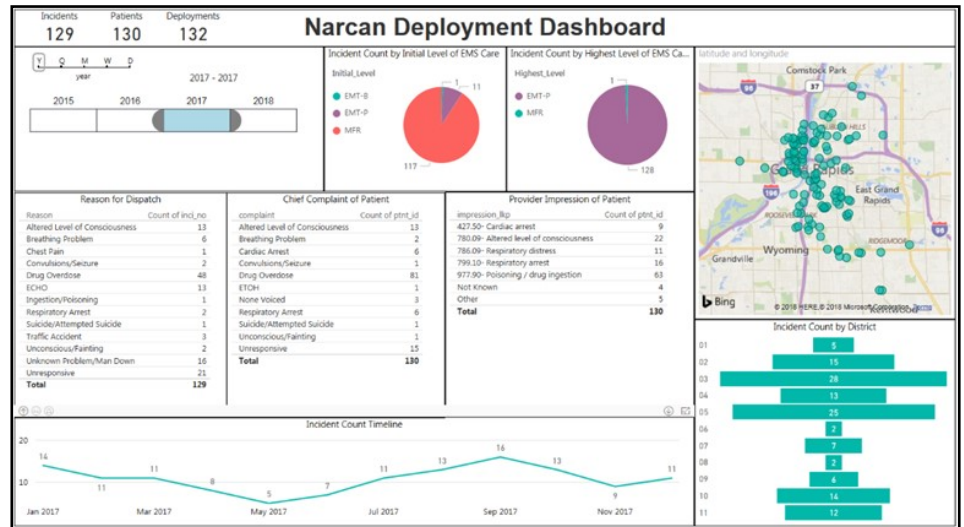 Incidents Patients Deployments
129 130 132
Narcan Deployment Dashboard
Y Q M W D
year
2017 - 2017
2015 2016 2017 2018
Incident Count by Initial Level of EMS Care
Initial_Level
EMT-B
EMT-P
MFR
1
11
117
Incident Count by Highest Level of EMS Ca...
Highest_Level
EMT-P
MFR
1
128
latitude and longitude
Comstock Park
96
37
Grand Rapids
East Grand
Rapids
196
Wyoming
RIDGEMOOR
96
Grandville
Kentwood
Bing
© 2018 HERE, © 2018 Microsoft Corporation Terms
Reason for Dispatch
Reason Count of inci_no
Altered Level of Consciousness 13
Breathing Problem 6
Chest Pain 1
Convulsions/Seizure 2
Drug Overdose 48
ECHO 13
Ingestion/Poisoning 1
Respiratory Arrest 2
Suicide/Attempted Suicide 1
Traffic Accident 3
Unconscious/Fainting 2
Unknown Problem/Man Down 16
Unresponsive 21
Total 129
Chief Complaint of Patient
complaint Count of ptnt_id
Altered Level of Consciousness 13
Breathing Problem 2
Cardiac Arrest 6
Convulsions/Seizure 1
Drug Overdose 81
ETOH 1
None Voiced 3
Respiratory Arrest 6
Suicide/Attempted Suicide 1
Unconscious/Fainting 1
Unresponsive 15
Total 130
Provider Impression of Patient
impression_lkp Count of ptnt_id
427.50- Cardiac arrest 9
780.09- Altered level of consciousness 22
786.09- Respiratory distress 11
799.10- Respiratory arrest 16
977.90- Poisoning / drug ingestion 63
Not Known 4
Other 5
Total 130
Incident Count by District
01 5
02 15
03 28
04 13
05 25
06 2
07 7
08 2
09 6
10 14
11 12
Incident Count Timeline
20
10
14 11 11 8 5 7 11 13 16 13 9 11
Jan 2017 Mar 2017 May 2017 Jul 2017 Sep 2017 Nov 2017